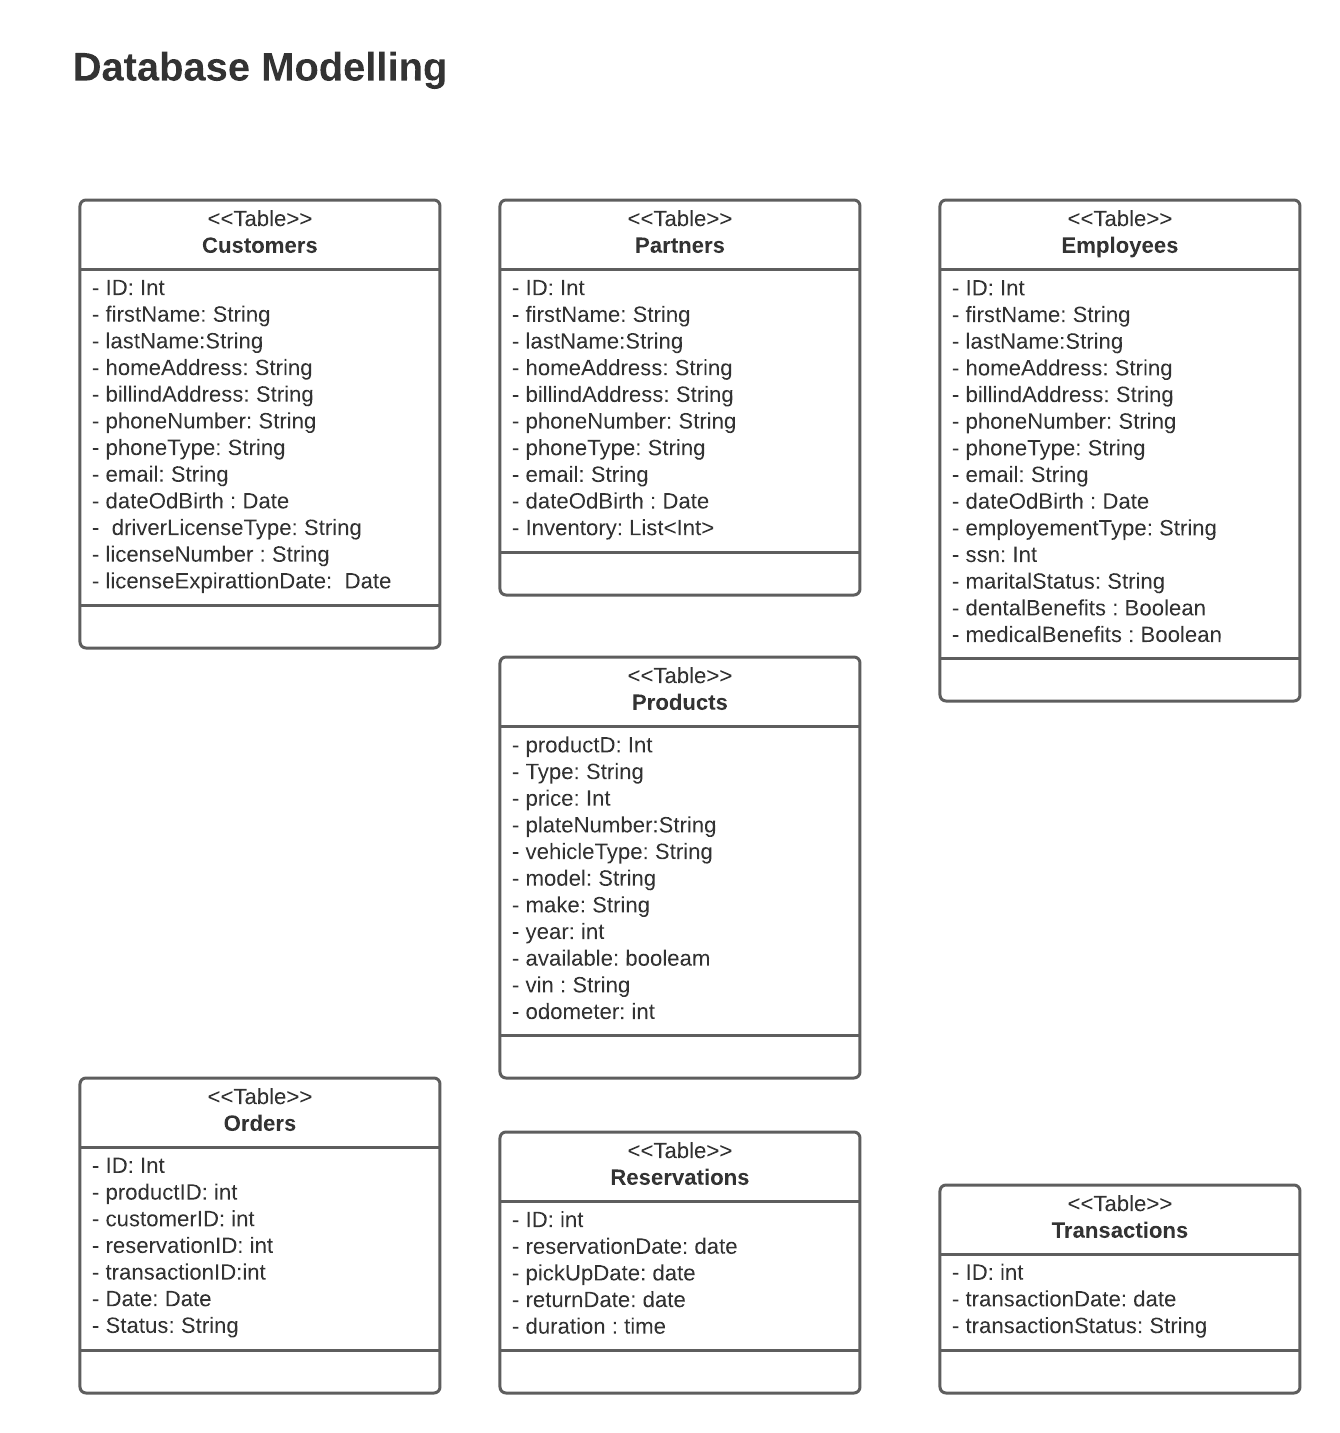 Database Modelling
<<Table>>
Customers
- ID: Int
- firstName: String
- lastName:String
- homeAddress: String
- billindAddress: String
- phoneNumber: String
- phoneType: String
- email: String
- dateOdBirth : Date
-  driverLicenseType: String
- licenseNumber : String
- licenseExpirattionDate:  Date
<<Table>>
Partners
- ID: Int
- firstName: String
- lastName:String
- homeAddress: String
- billindAddress: String
- phoneNumber: String
- phoneType: String
- email: String
- dateOdBirth : Date
- Inventory: List<Int>
<<Table>>
Employees
- ID: Int
- firstName: String
- lastName:String
- homeAddress: String
- billindAddress: String
- phoneNumber: String
- phoneType: String
- email: String
- dateOdBirth : Date
- employementType: String
- ssn: Int
- maritalStatus: String
- dentalBenefits : Boolean
- medicalBenefits : Boolean
<<Table>>
Products
- productD: Int
- Type: String
- price: Int
- plateNumber:String
- vehicleType: String
- model: String
- make: String
- year: int
- available: booleam
- vin : String
- odometer: int
<<Table>>
Orders
- ID: Int
- productID: int
- customerID: int
- reservationID: int
- transactionID:int
- Date: Date
- Status: String
<<Table>>
Reservations
- ID: int
- reservationDate: date
- pickUpDate: date
- returnDate: date
- duration : time
<<Table>>
Transactions
- ID: int
- transactionDate: date
- transactionStatus: String